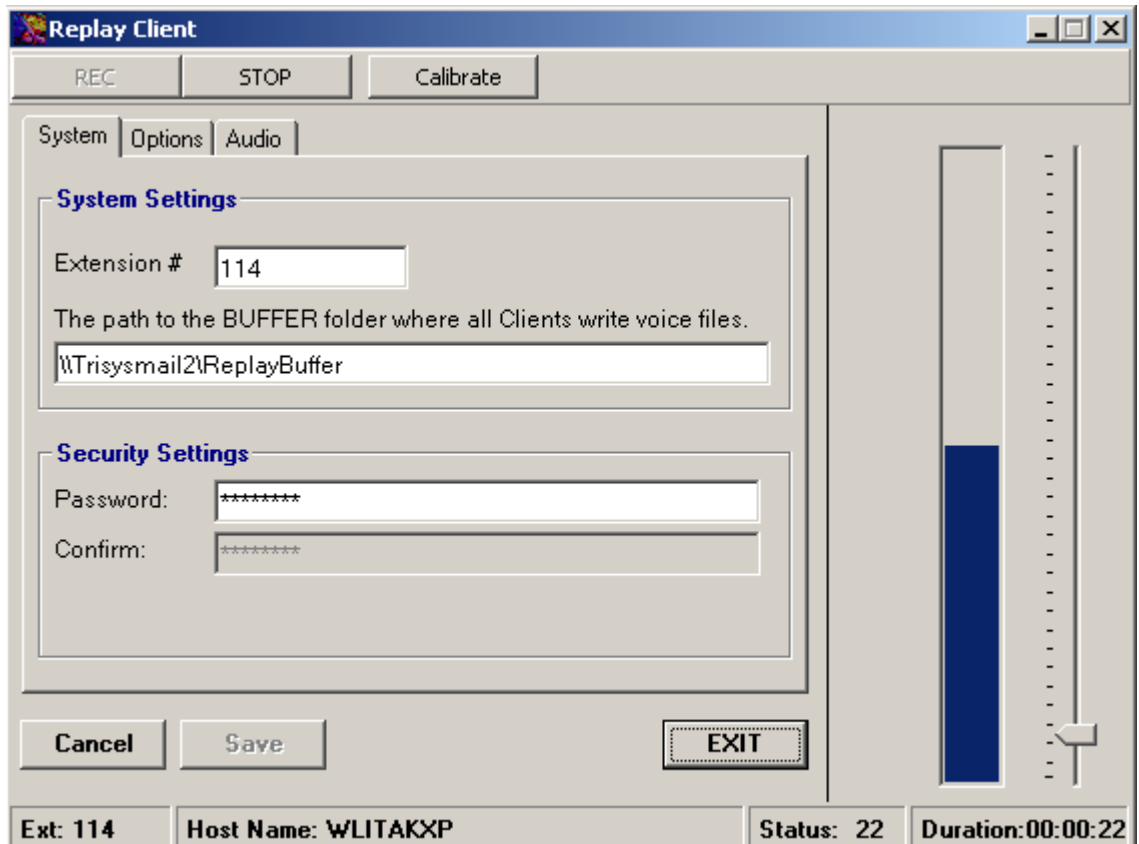 Replay Client
REC STOP Calibrate
System Options Audio
System Settings
Extension # 114
The path to the BUFFER folder where all Clients write voice files.
\\Trisysmail2\ReplayBuffer
Security Settings
Password: ********
Confirm: ********
Cancel Save EXIT
Ext: 114 Host Name: WLITAKXP Status: 22 Duration:00:00:22